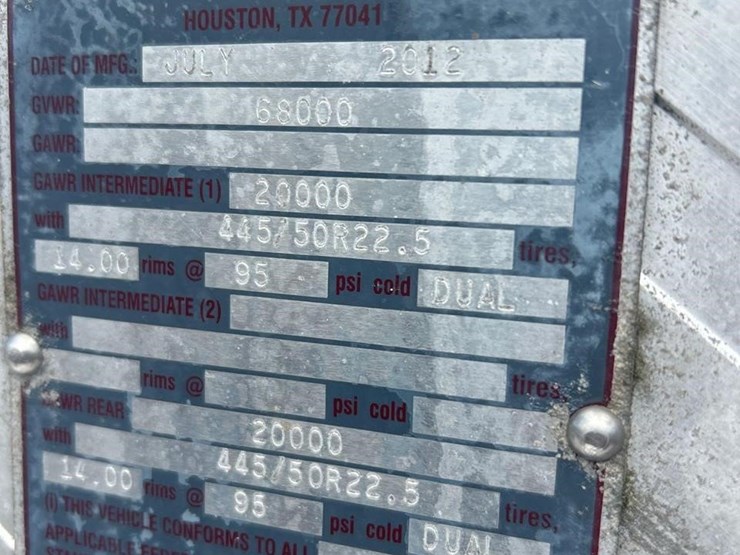 HOUSTON, TX 77041
DATE OF MFG.: JULY 2012
GVWR: 68000
GAWR:
GAWR INTERMEDIATE (1) 20000
with 445/50R22.5 tires,
14.00 rims @ 95 psi cold DUAL
GAWR INTERMEDIATE (2)
with tires,
rims @ psi cold
GAWR REAR 20000
with 445/50R22.5 tires,
14.00 rims @ 95 psi cold DUAL
(i) THIS VEHICLE CONFORMS TO ALL
APPLICABLE